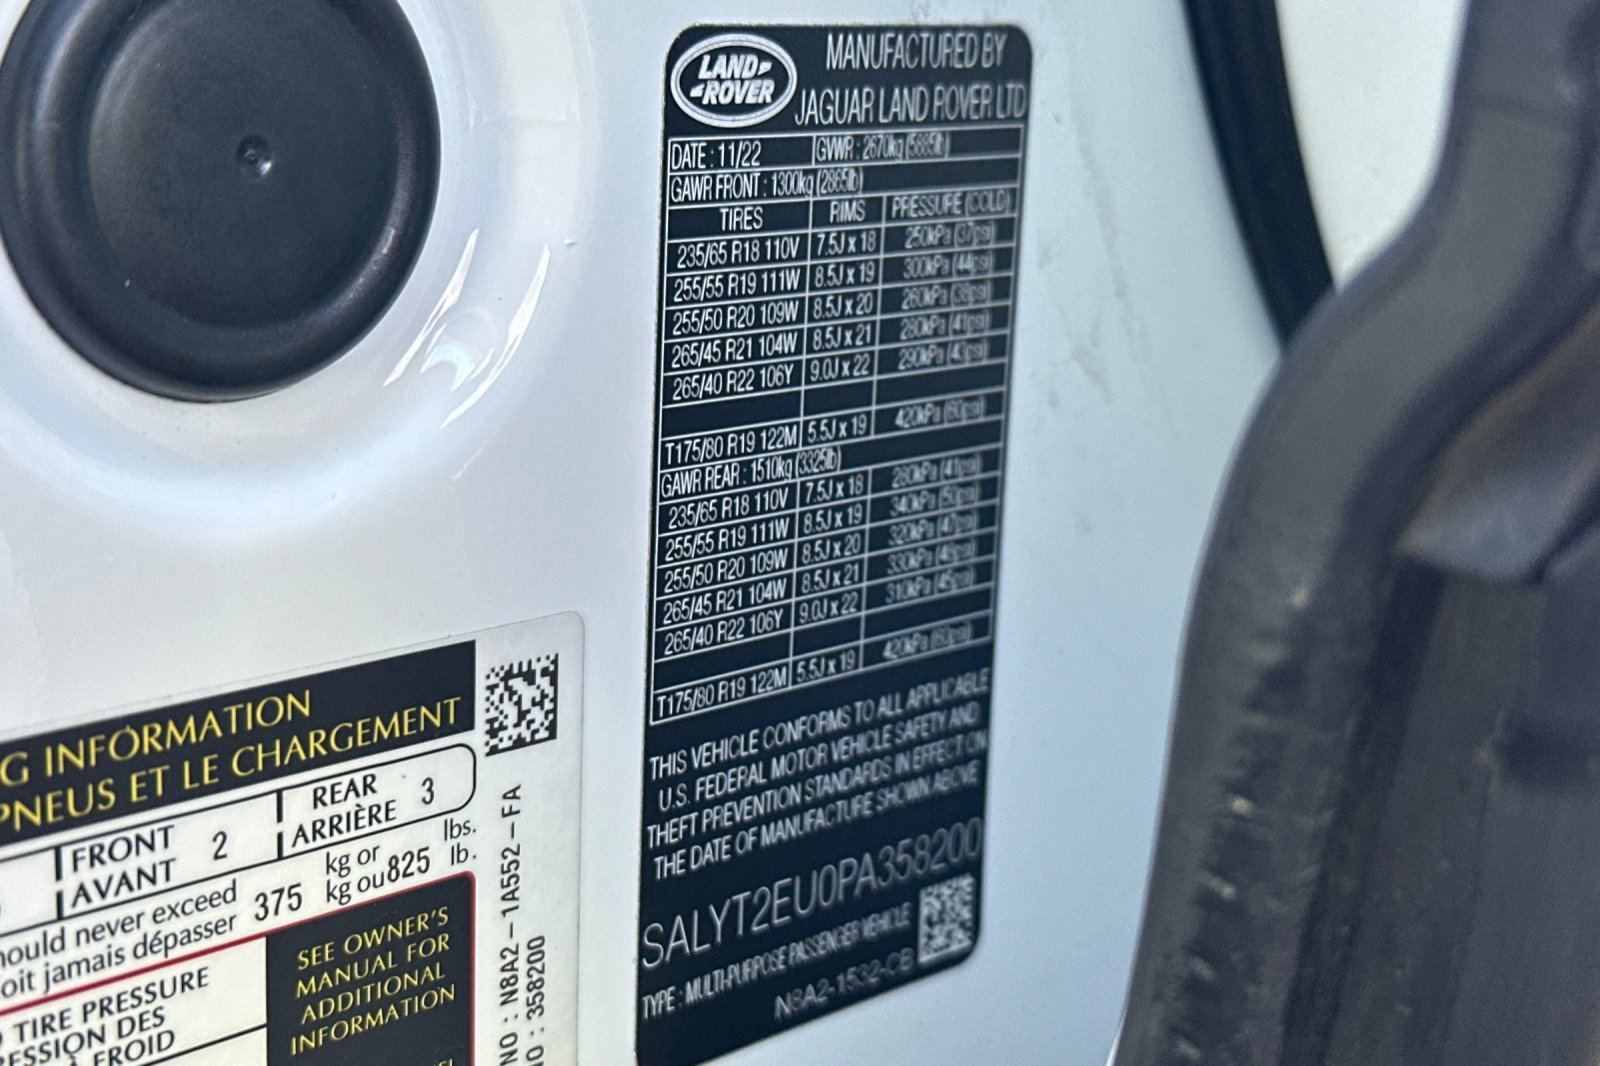 LAND
ROVER
MANUFACTURED BY
JAGUAR LAND ROVER LTD
DATE : 11/22 GVWR : 2670kg (5885lb)
GAWR FRONT : 1300kg (2865lb)
TIRES RIMS PRESSURE (COLD)
235/65 R18 110V 7.5J x 18 250kPa (37psi)
255/55 R19 111W 8.5J x 19 300kPa (44psi)
255/50 R20 109W 8.5J x 20 260kPa (38psi)
265/45 R21 104W 8.5J x 21 280kPa (41psi)
265/40 R22 106Y 9.0J x 22 290kPa (43psi)
T175/80 R19 122M 5.5J x 19 420kPa (60psi)
GAWR REAR : 1510kg (3325lb)
235/65 R18 110V 7.5J x 18 280kPa (41psi)
255/55 R19 111W 8.5J x 19 340kPa (50psi)
255/50 R20 109W 8.5J x 20 320kPa (47psi)
265/45 R21 104W 8.5J x 21 330kPa (48psi)
265/40 R22 106Y 9.0J x 22 310kPa (45psi)
T175/80 R19 122M 5.5J x 19 420kPa (60psi)
THIS VEHICLE CONFORMS TO ALL APPLICABLE
U.S. FEDERAL MOTOR VEHICLE SAFETY AND
THEFT PREVENTION STANDARDS IN EFFECT ON
THE DATE OF MANUFACTURE SHOWN ABOVE
SALYT2EU0PA358200
TYPE : MULTI-PURPOSE PASSENGER VEHICLE
N8A2-1532-CB
G INFORMATION
PNEUS ET LE CHARGEMENT
FRONT 2 REAR 3
AVANT ARRIÈRE
hould never exceed 375 kg or 825 lbs.
oit jamais dépasser kg ou lb.
TIRE PRESSURE
ESSION DES
À FROID
SEE OWNER'S
MANUAL FOR
ADDITIONAL
INFORMATION
NO : N8A2-1A552-FA
NO : 358200